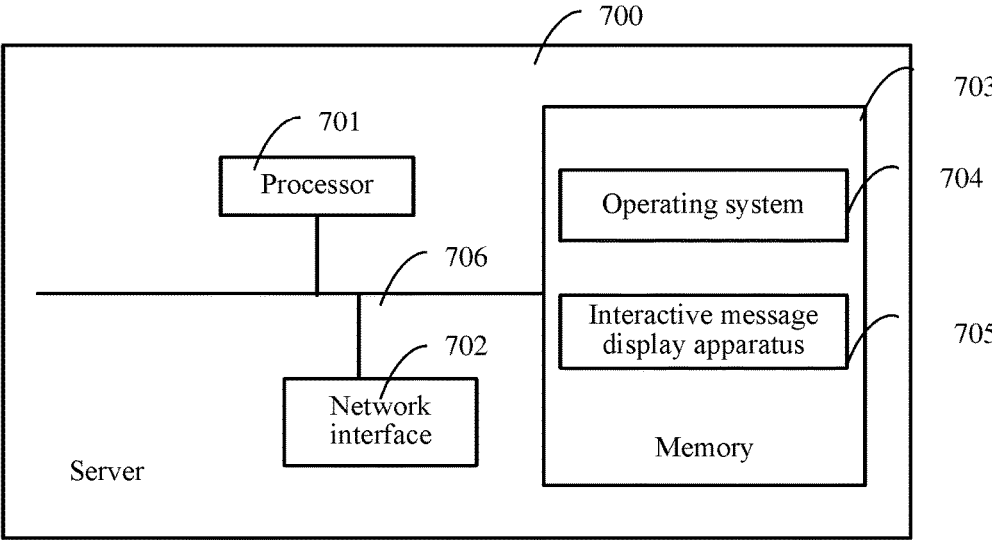 700
703
701
Processor
704
Operating system
706
Interactive message
display apparatus
705
702
Network
interface
Memory
Server